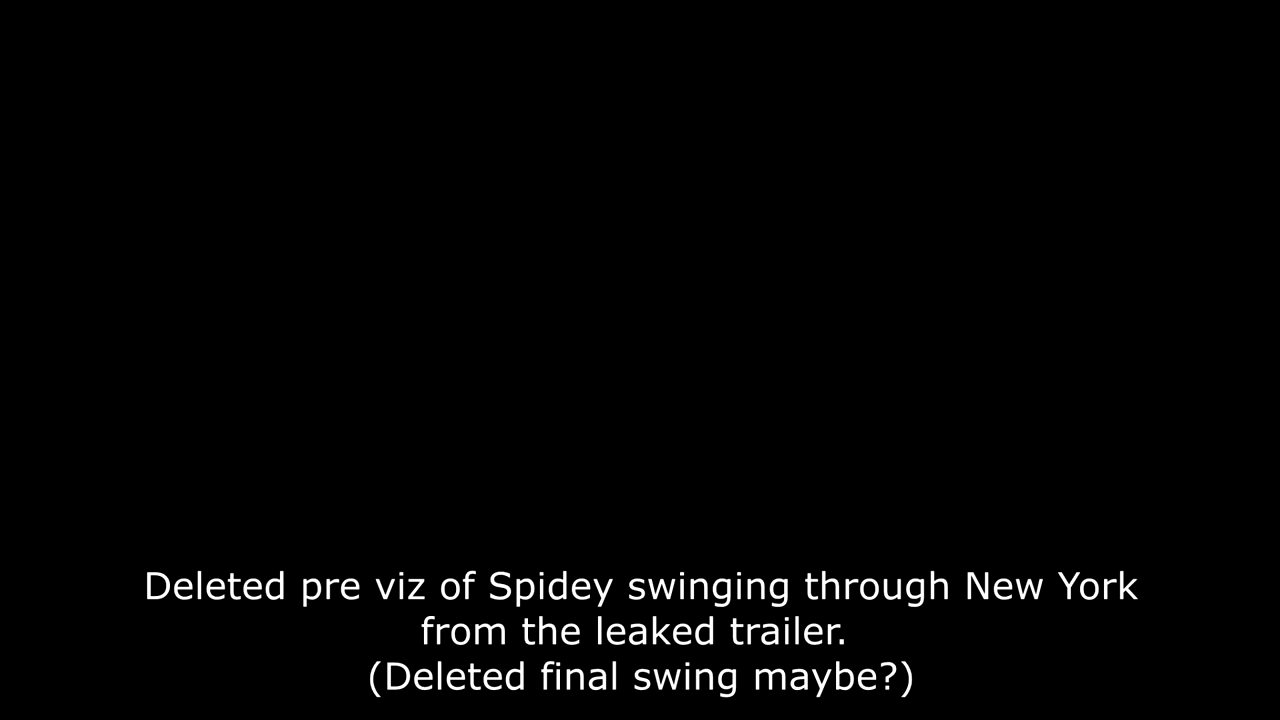 Deleted pre viz of Spidey swinging through New York
from the leaked trailer.
(Deleted final swing maybe?)